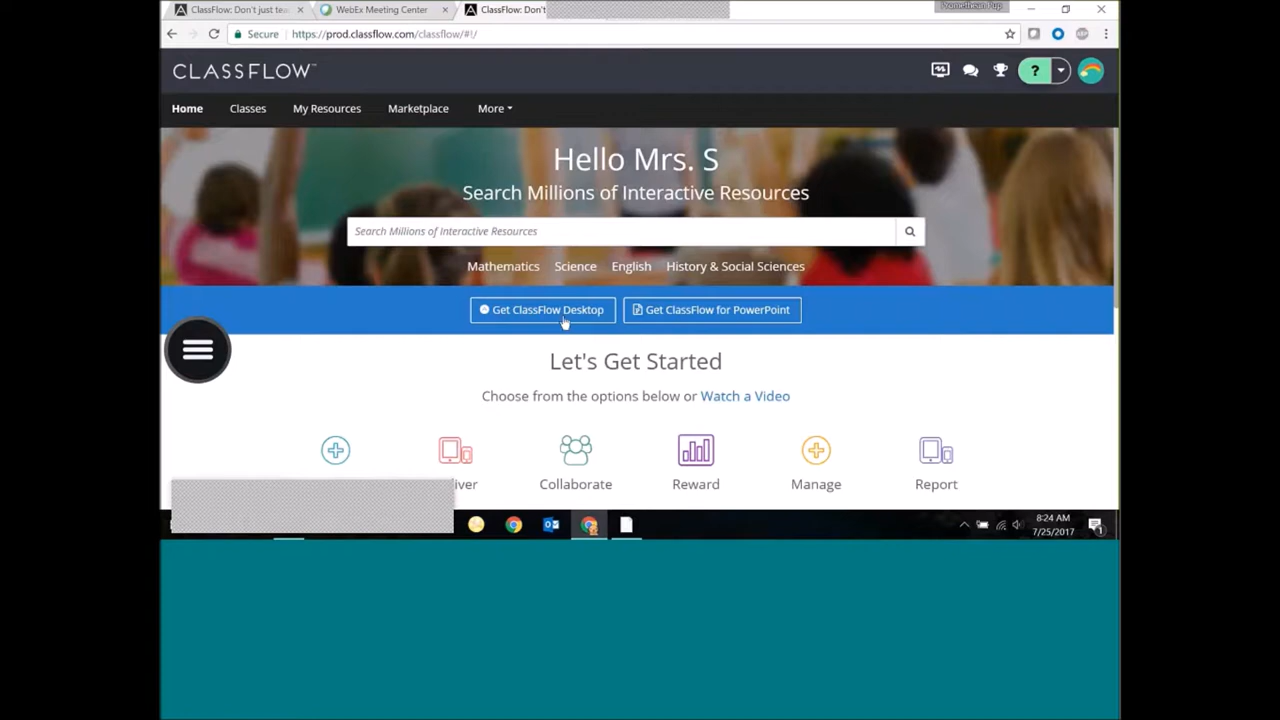 ClassFlow: Don't just tea
WebEx Meeting Center
ClassFlow: Don't
Promethean Pup
Secure
https://prod.classflow.com/classflow/#!/
CLASSFLOW
?
Home Classes My Resources Marketplace More
Hello Mrs. S
Search Millions of Interactive Resources
Search Millions of Interactive Resources
Mathematics Science English History & Social Sciences
Get ClassFlow Desktop Get ClassFlow for PowerPoint
Let's Get Started
Choose from the options below or Watch a Video
iver Collaborate Reward Manage Report
8:24 AM
7/25/2017
1